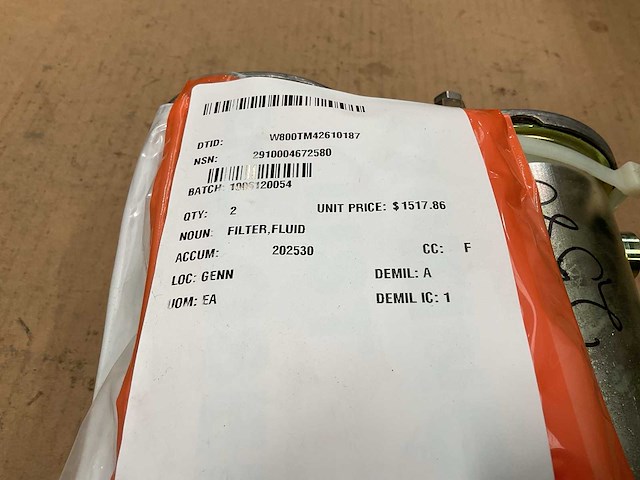 DTID: W800TM42610187
NSN: 2910004672580
BATCH: 1906120054
QTY: 2 UNIT PRICE: $1517.86
NOUN: FILTER,FLUID
ACCUM: 202530 CC: F
LOC: GENN DEMIL: A
UOM: EA DEMIL IC: 1